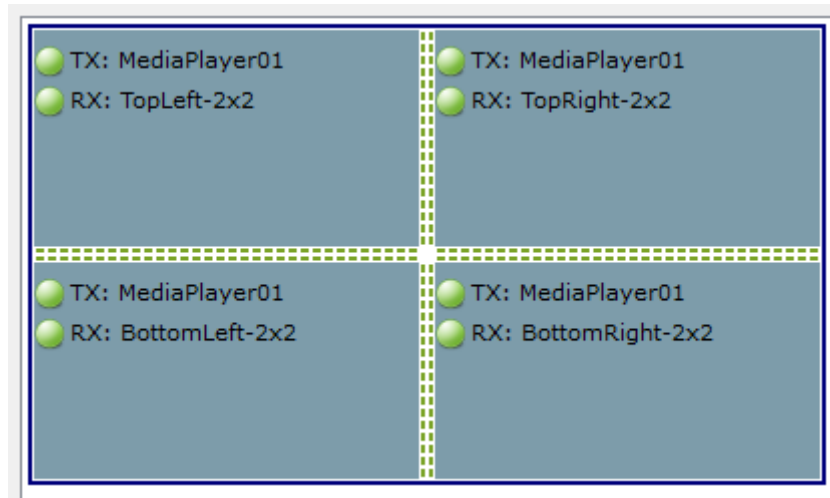 TX: MediaPlayer01
RX: TopLeft-2x2
TX: MediaPlayer01
RX: TopRight-2x2
TX: MediaPlayer01
RX: BottomLeft-2x2
TX: MediaPlayer01
RX: BottomRight-2x2